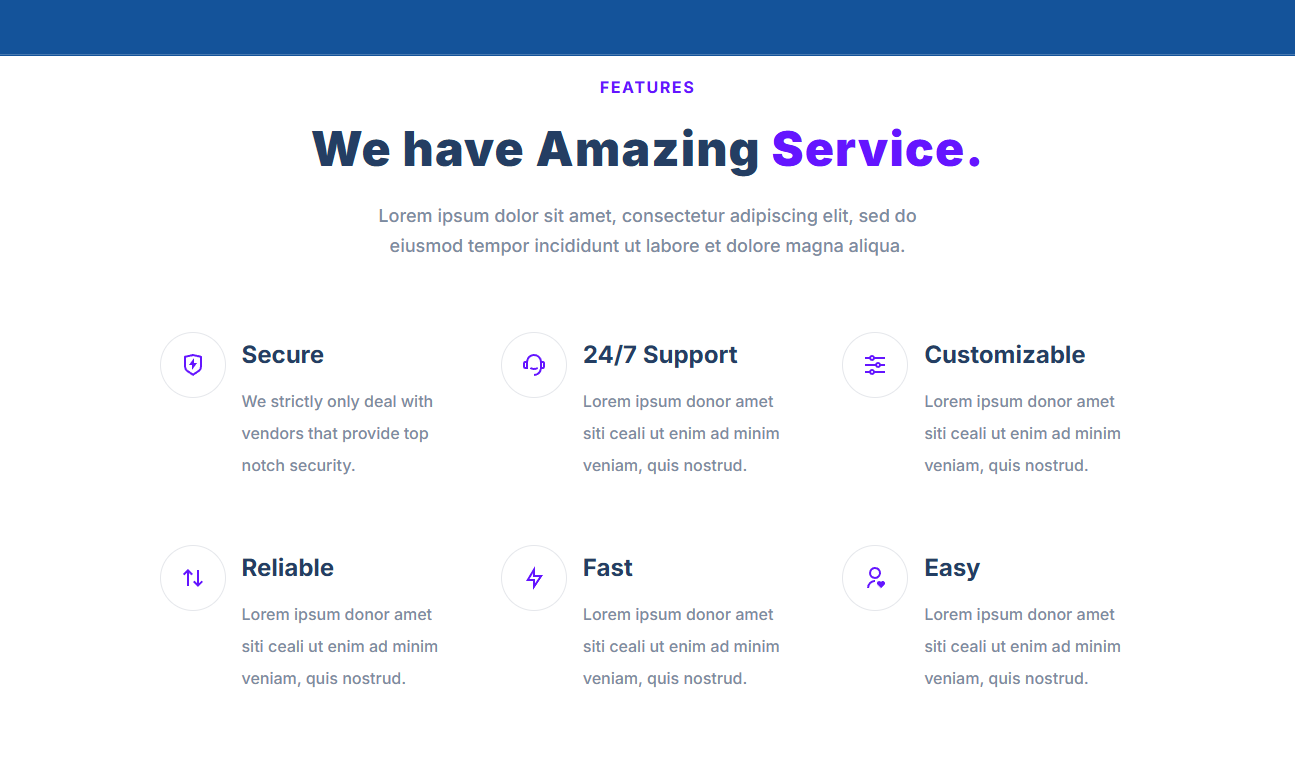 FEATURES
We have Amazing Service.
Lorem ipsum dolor sit amet, consectetur adipiscing elit, sed do
eiusmod tempor incididunt ut labore et dolore magna aliqua.
Secure
We strictly only deal with
vendors that provide top
notch security.
24/7 Support
Lorem ipsum donor amet
siti ceali ut enim ad minim
veniam, quis nostrud.
Customizable
Lorem ipsum donor amet
siti ceali ut enim ad minim
veniam, quis nostrud.
Reliable
Lorem ipsum donor amet
siti ceali ut enim ad minim
veniam, quis nostrud.
Fast
Lorem ipsum donor amet
siti ceali ut enim ad minim
veniam, quis nostrud.
Easy
Lorem ipsum donor amet
siti ceali ut enim ad minim
veniam, quis nostrud.